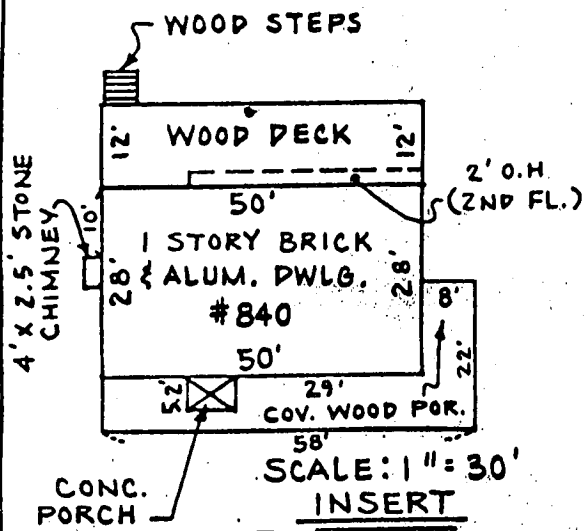 WOOD STEPS
12'
WOOD DECK
12'
2' O.H
(2ND FL.)
50'
4' X 2.5' STONE
CHIMNEY
10'
28'
1 STORY BRICK
& ALUM. DWLG.
#840
28'
8'
50'
22'
5.2'
29'
COV. WOOD POR.
58'
CONC.
PORCH
SCALE: 1" = 30'
INSERT